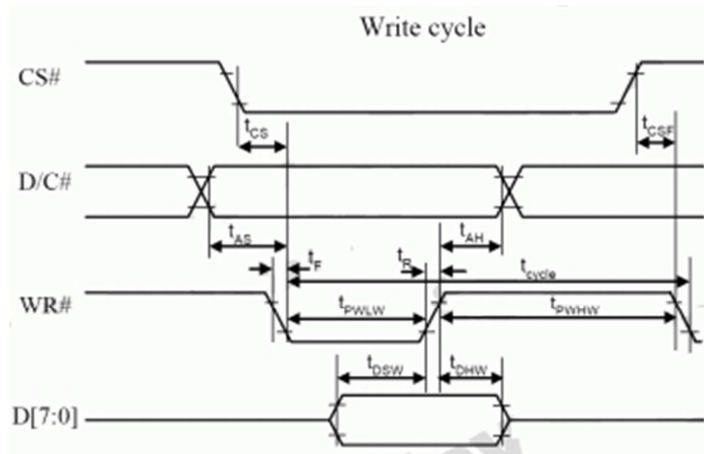 Write cycle
CS#
tCS
tCSF
D/C#
tAS
tF
tR
tAH
tcycle
WR#
tPWLW
tPWHW
tDSW
tDHW
D[7:0]